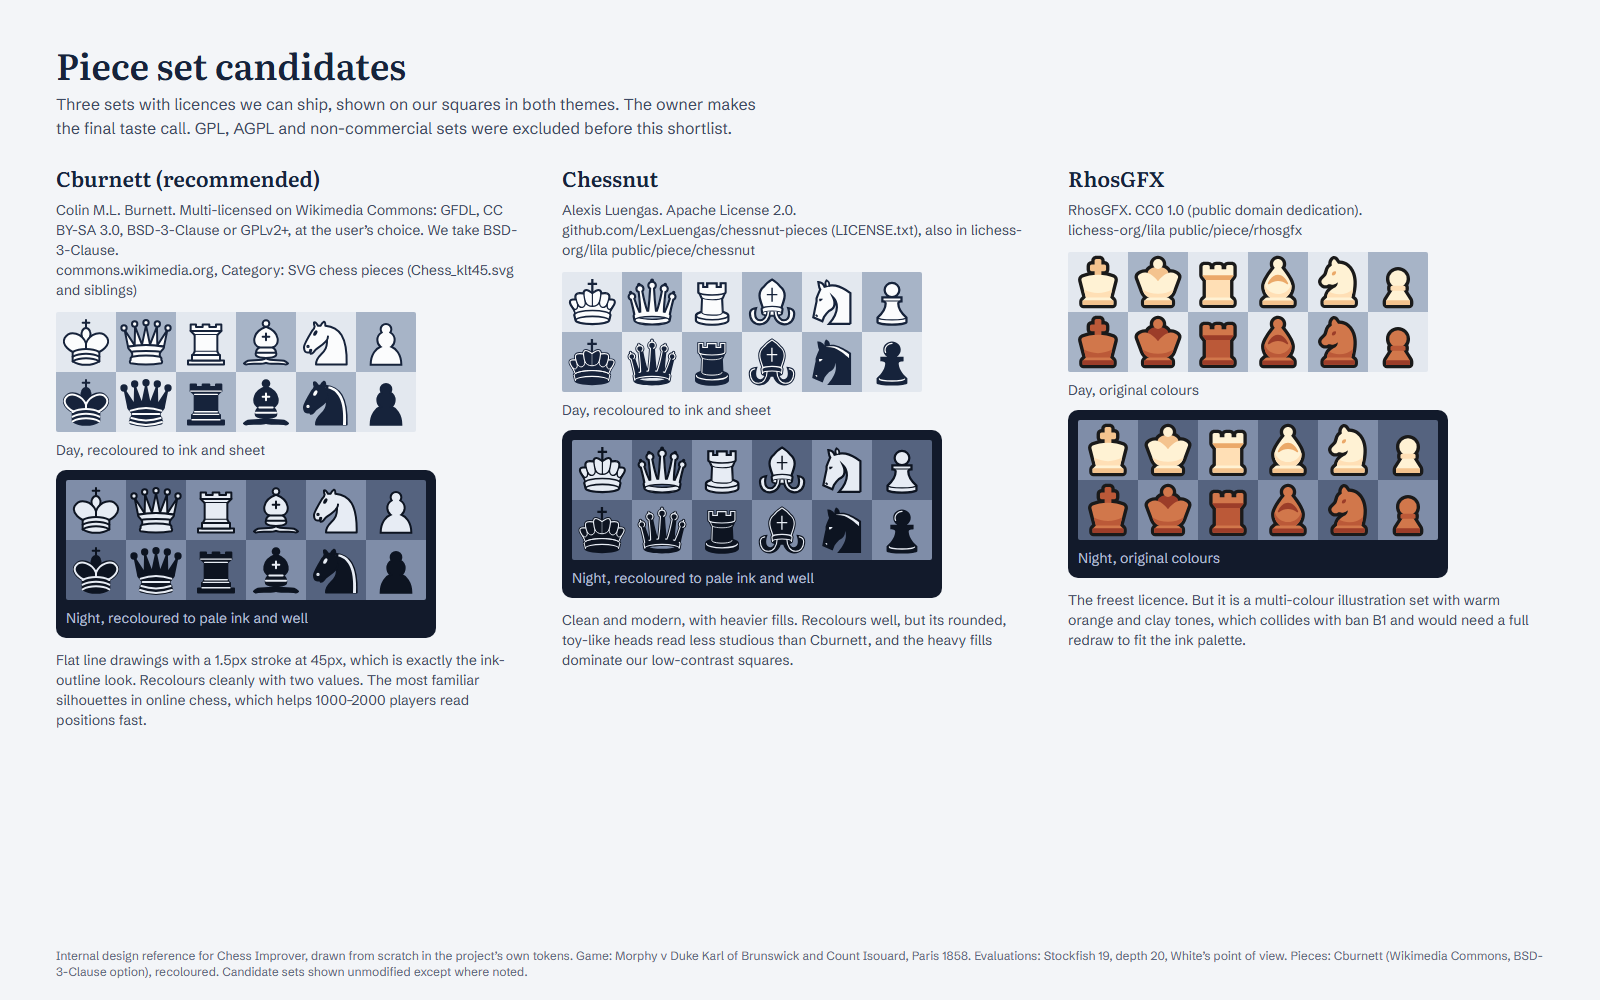 Piece set candidates
Three sets with licences we can ship, shown on our squares in both themes. The owner makes
the final taste call. GPL, AGPL and non-commercial sets were excluded before this shortlist.
Cburnett (recommended)
Colin M.L. Burnett. Multi-licensed on Wikimedia Commons: GFDL, CC
BY-SA 3.0, BSD-3-Clause or GPLv2+, at the user's choice. We take BSD-
3-Clause.
commons.wikimedia.org, Category: SVG chess pieces (Chess_klt45.svg
and siblings)
Day, recoloured to ink and sheet
Night, recoloured to pale ink and well
Flat line drawings with a 1.5px stroke at 45px, which is exactly the ink-
outline look. Recolours cleanly with two values. The most familiar
silhouettes in online chess, which helps 1000–2000 players read
positions fast.
Chessnut
Alexis Luengas. Apache License 2.0.
github.com/LexLuengas/chessnut-pieces (LICENSE.txt), also in lichess-
org/lila public/piece/chessnut
Day, recoloured to ink and sheet
Night, recoloured to pale ink and well
Clean and modern, with heavier fills. Recolours well, but its rounded,
toy-like heads read less studious than Cburnett, and the heavy fills
dominate our low-contrast squares.
RhosGFX
RhosGFX. CC0 1.0 (public domain dedication).
lichess-org/lila public/piece/rhosgfx
Day, original colours
Night, original colours
The freest licence. But it is a multi-colour illustration set with warm
orange and clay tones, which collides with ban B1 and would need a full
redraw to fit the ink palette.
Internal design reference for Chess Improver, drawn from scratch in the project's own tokens. Game: Morphy v Duke Karl of Brunswick and Count Isouard, Paris 1858. Evaluations: Stockfish 19, depth 20, White's point of view. Pieces: Cburnett (Wikimedia Commons, BSD-
3-Clause option), recoloured. Candidate sets shown unmodified except where noted.